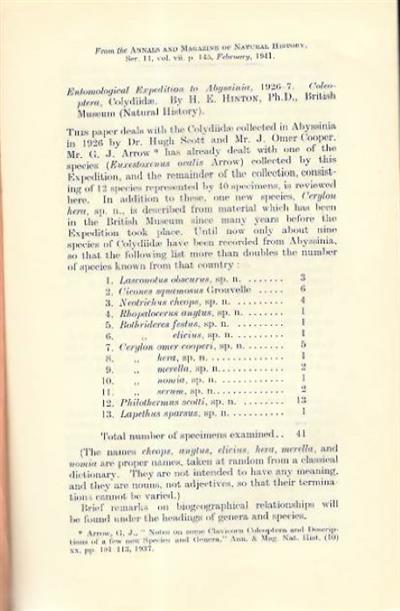 From the ANNALS AND MAGAZINE OF NATURAL HISTORY,
Ser. 11, vol. vii. p. 145, February, 1941.
Entomological Expedition to Abyssinia, 1926–7. Coleo-
ptera, Colydiidæ. By H. E. HINTON, Ph.D., British
Museum (Natural History).
THIS paper deals with the Colydiidæ collected in Abyssinia
in 1926 by Dr. Hugh Scott and Mr. J. Omer Cooper.
Mr. G. J. Arrow * has already dealt with one of the
species (Euxestoxenus ovalis Arrow) collected by this
Expedition, and the remainder of the collection, consist-
ing of 12 species represented by 40 specimens, is reviewed
here. In addition to these, one new species, Cerylon
hera, sp. n., is described from material which has been
in the British Museum since many years before the
Expedition took place. Until now only about nine
species of Colydiidæ have been recorded from Abyssinia,
so that the following list more than doubles the number
of species known from that country :
1. Lasconotus obscurus, sp. n. ....... 3
2. Cicones squamosus Grouvelle ..... 6
3. Neotrichus cheops, sp. n. .......... 4
4. Rhopalocerus anytus, sp. n. ........ 1
5. Bothrideres festus, sp. n. .......... 1
6. „ elicius, sp. n. ......... 1
7. Cerylon omer cooperi, sp. n. ........ 5
8. „ hera, sp. n. ............ 1
9. „ merella, sp. n. .......... 2
10. „ nomia, sp. n. ........... 1
11. „ serum, sp. n. ........... 2
12. Philothermus scotti, sp. n. ........ 13
13. Lapethus sparsus, sp. n. .......... 1
Total number of specimens examined.. 41
(The names cheops, anytus, elicius, hera, merella, and
nomia are proper names, taken at random from a classical
dictionary. They are not intended to have any meaning,
and they are nouns, not adjectives, so that their termina-
tions cannot be varied.)
Brief remarks on biogeographical relationships will
be found under the headings of genera and species.
* Arrow, G. J., “ Notes on some Clavicorn Coleoptera and Descrip-
tions of a few new Species and Genera,” Ann. & Mag. Nat. Hist. (10)
xx. pp. 101–113, 1937.